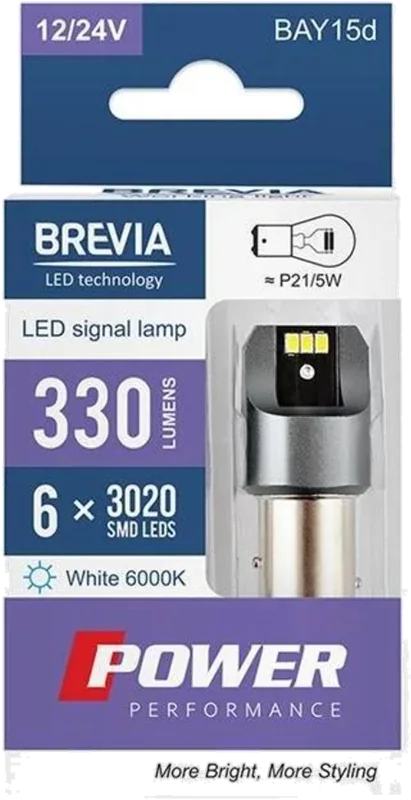 12/24V
BAY15d
BREVIA
LED technology
≈ P21/5W
LED signal lamp
330 LUMENS
6 × 3020 SMD LEDS
White 6000K
POWER
PERFORMANCE
More Bright, More Styling